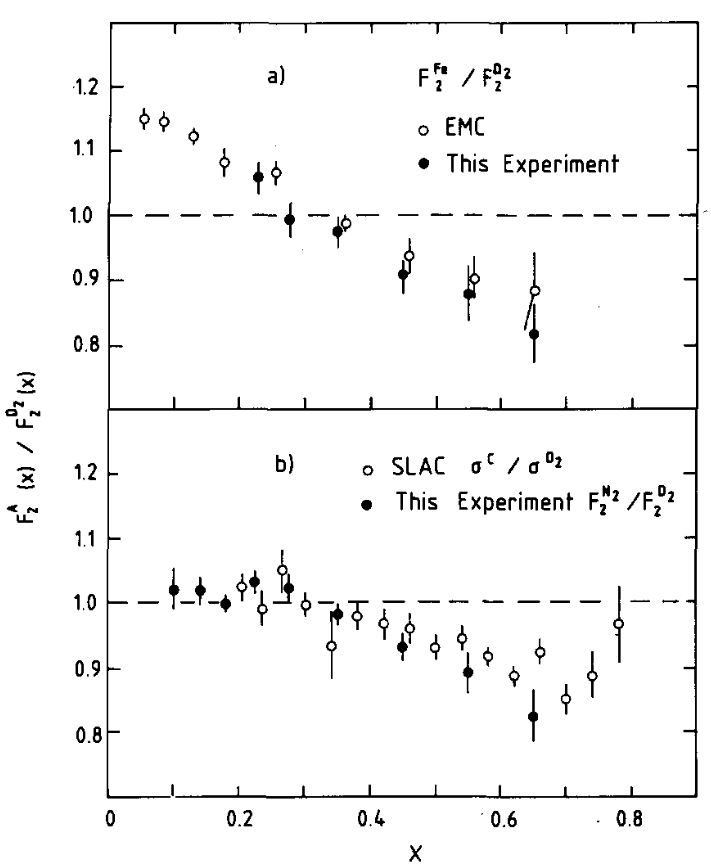 a)
F₂^Fe / F₂^D₂
EMC
This Experiment
1.2
1.1
1.0
0.9
0.8
F₂^A (x) / F₂^D₂ (x)
b)
SLAC σ^C / σ^D₂
This Experiment F₂^N₂ / F₂^D₂
1.2
1.1
1.0
0.9
0.8
0 0.2 0.4 0.6 0.8
X